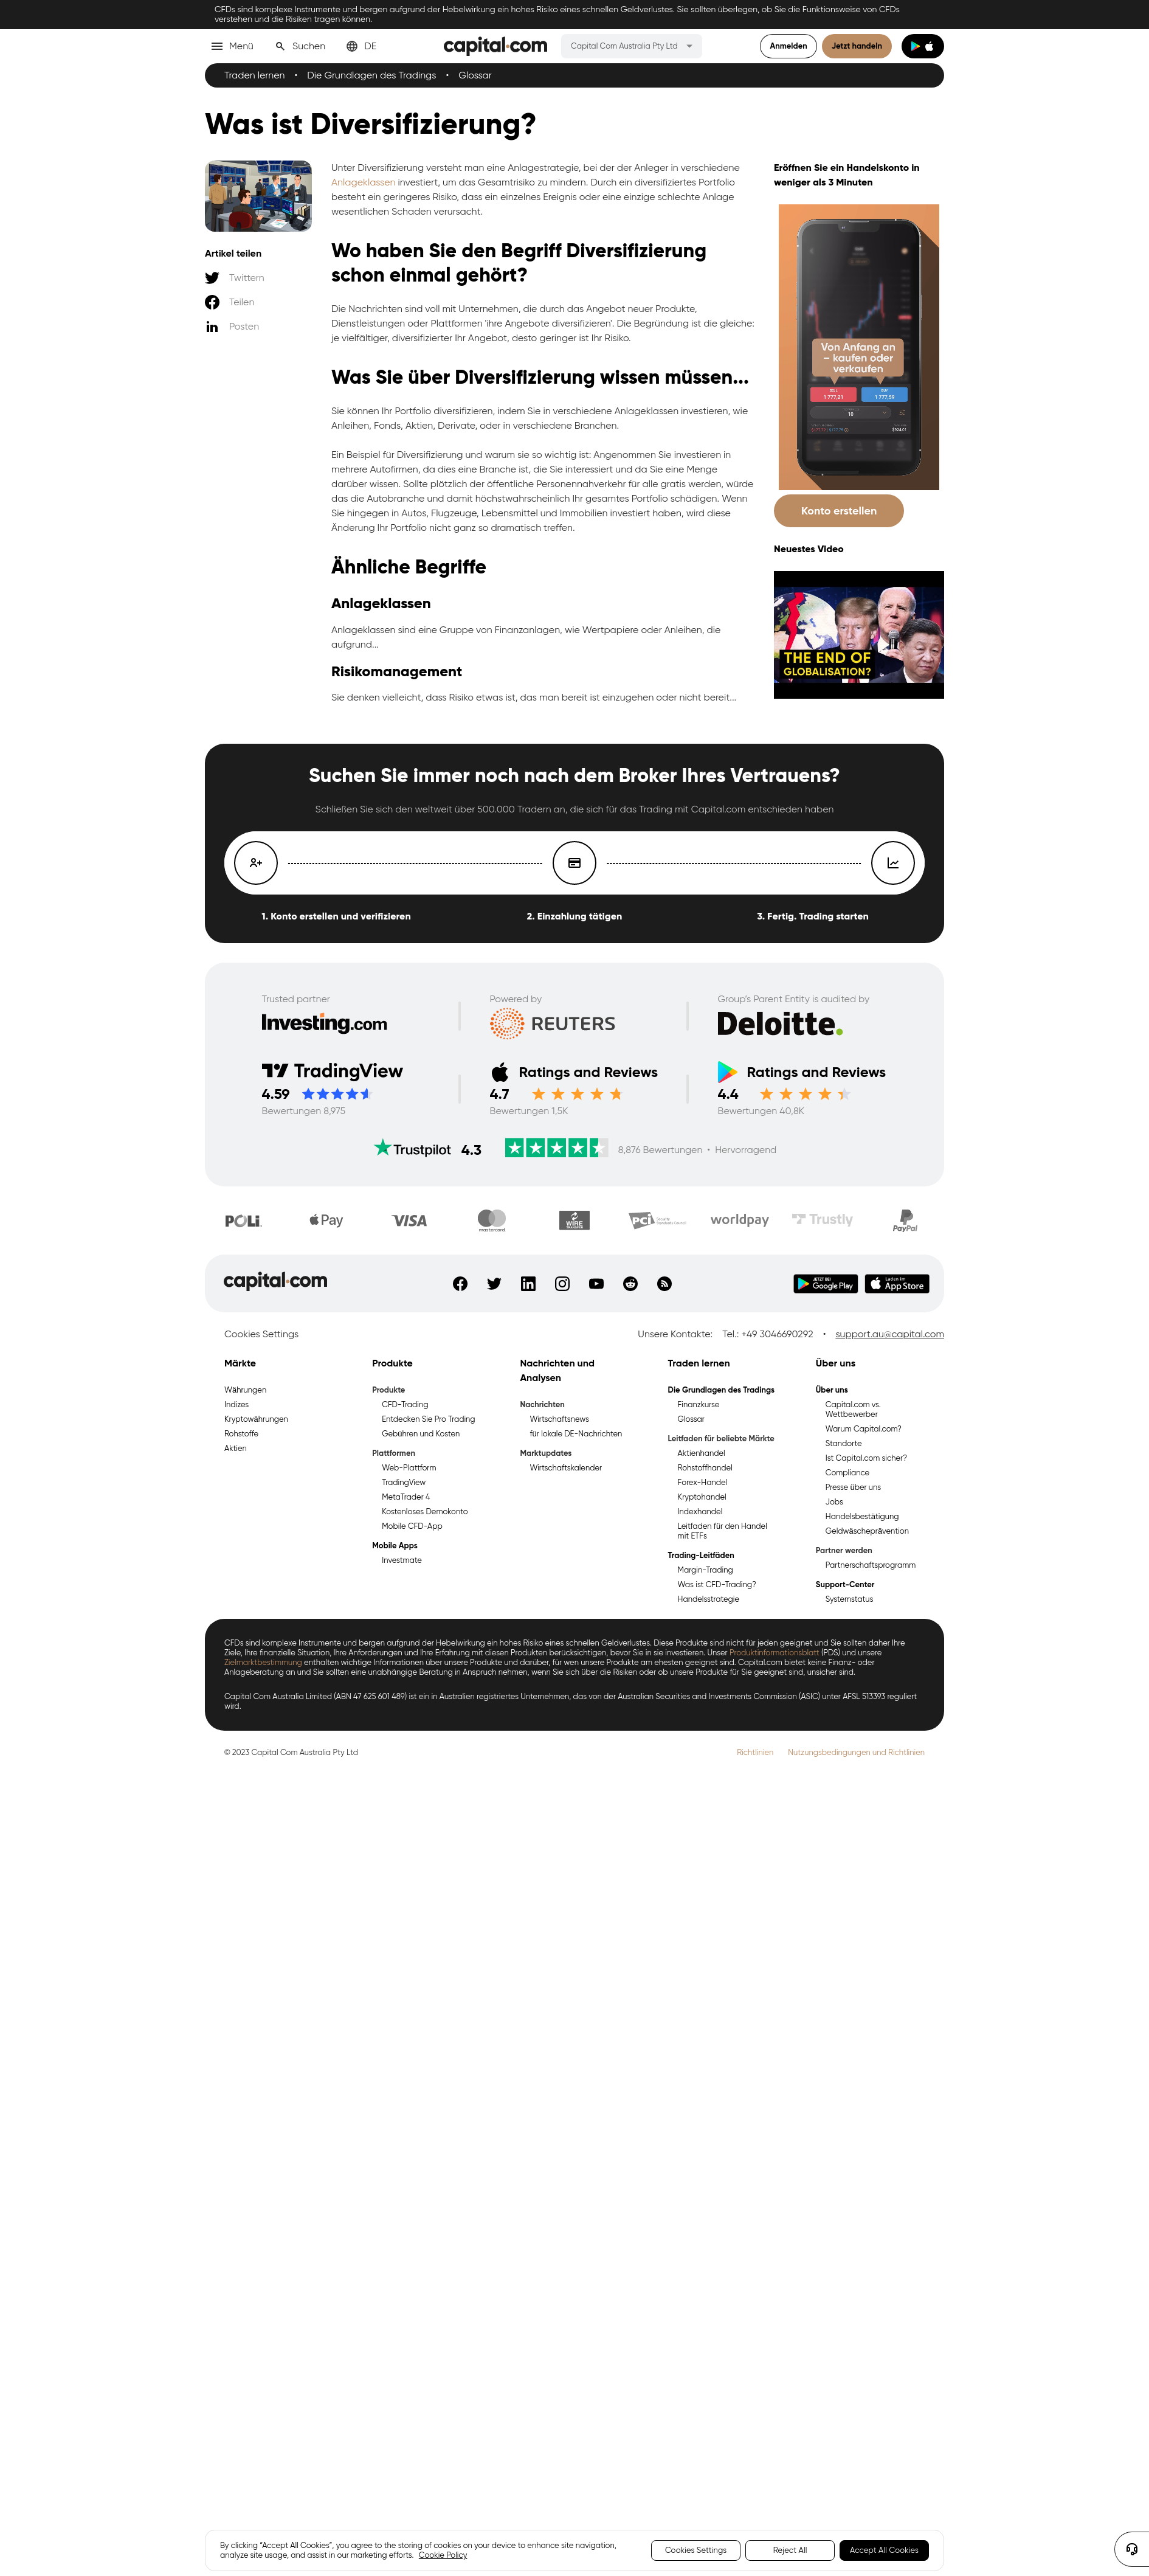 CFDs sind komplexe Instrumente und bergen aufgrund der Hebelwirkung ein hohes Risiko eines schnellen Geldverlustes. Sie sollten überlegen, ob Sie die Funktionsweise von CFDs
verstehen und die Risiken tragen können.
Menü Suchen DE capital.com Capital Com Australia Pty Ltd Anmelden Jetzt handeln
Traden lernen • Die Grundlagen des Tradings • Glossar
Was ist Diversifizierung?
Artikel teilen
Twittern
Teilen
Posten
Unter Diversifizierung versteht man eine Anlagestrategie, bei der der Anleger in verschiedene
Anlageklassen investiert, um das Gesamtrisiko zu mindern. Durch ein diversifiziertes Portfolio
besteht ein geringeres Risiko, dass ein einzelnes Ereignis oder eine einzige schlechte Anlage
wesentlichen Schaden verursacht.
Wo haben Sie den Begriff Diversifizierung
schon einmal gehört?
Die Nachrichten sind voll mit Unternehmen, die durch das Angebot neuer Produkte,
Dienstleistungen oder Plattformen 'ihre Angebote diversifizieren'. Die Begründung ist die gleiche:
je vielfältiger, diversifizierter Ihr Angebot, desto geringer ist Ihr Risiko.
Was Sie über Diversifizierung wissen müssen...
Sie können Ihr Portfolio diversifizieren, indem Sie in verschiedene Anlageklassen investieren, wie
Anleihen, Fonds, Aktien, Derivate, oder in verschiedene Branchen.
Ein Beispiel für Diversifizierung und warum sie so wichtig ist: Angenommen Sie investieren in
mehrere Autofirmen, da dies eine Branche ist, die Sie interessiert und da Sie eine Menge
darüber wissen. Sollte plötzlich der öffentliche Personennahverkehr für alle gratis werden, würde
das die Autobranche und damit höchstwahrscheinlich Ihr gesamtes Portfolio schädigen. Wenn
Sie hingegen in Autos, Flugzeuge, Lebensmittel und Immobilien investiert haben, wird diese
Änderung Ihr Portfolio nicht ganz so dramatisch treffen.
Ähnliche Begriffe
Anlageklassen
Anlageklassen sind eine Gruppe von Finanzanlagen, wie Wertpapiere oder Anleihen, die
aufgrund...
Risikomanagement
Sie denken vielleicht, dass Risiko etwas ist, das man bereit ist einzugehen oder nicht bereit...
Eröffnen Sie ein Handelskonto in
weniger als 3 Minuten
Von Anfang an
– kaufen oder
verkaufen
SELL BUY
1 777,21 1 777,59
10
Konto erstellen
Neuestes Video
THE END OF
GLOBALISATION?
Suchen Sie immer noch nach dem Broker Ihres Vertrauens?
Schließen Sie sich den weltweit über 500.000 Tradern an, die sich für das Trading mit Capital.com entschieden haben
1. Konto erstellen und verifizieren 2. Einzahlung tätigen 3. Fertig. Trading starten
Trusted partner Powered by Group's Parent Entity is audited by
Investing.com REUTERS Deloitte.
TradingView Ratings and Reviews Ratings and Reviews
4.59 4.7 4.4
Bewertungen 8,975 Bewertungen 1,5K Bewertungen 40,8K
Trustpilot 4.3 8,876 Bewertungen • Hervorragend
POLi. Pay VISA mastercard WIRE PCI worldpay Trustly PayPal
capital.com JETZT BEI Google Play Laden im App Store
Cookies Settings Unsere Kontakte: Tel.: +49 3046690292 • support.au@capital.com
Märkte
Währungen
Indizes
Kryptowährungen
Rohstoffe
Aktien
Produkte
Produkte
CFD-Trading
Entdecken Sie Pro Trading
Gebühren und Kosten
Plattformen
Web-Plattform
TradingView
MetaTrader 4
Kostenloses Demokonto
Mobile CFD-App
Mobile Apps
Investmate
Nachrichten und
Analysen
Nachrichten
Wirtschaftsnews
für lokale DE-Nachrichten
Marktupdates
Wirtschaftskalender
Traden lernen
Die Grundlagen des Tradings
Finanzkurse
Glossar
Leitfaden für beliebte Märkte
Aktienhandel
Rohstoffhandel
Forex-Handel
Kryptohandel
Indexhandel
Leitfaden für den Handel
mit ETFs
Trading-Leitfäden
Margin-Trading
Was ist CFD-Trading?
Handelsstrategie
Über uns
Über uns
Capital.com vs.
Wettbewerber
Warum Capital.com?
Standorte
Ist Capital.com sicher?
Compliance
Presse über uns
Jobs
Handelsbestätigung
Geldwäscheprävention
Partner werden
Partnerschaftsprogramm
Support-Center
Systemstatus
CFDs sind komplexe Instrumente und bergen aufgrund der Hebelwirkung ein hohes Risiko eines schnellen Geldverlustes. Diese Produkte sind nicht für jeden geeignet und Sie sollten daher Ihre
Ziele, Ihre finanzielle Situation, Ihre Anforderungen und Ihre Erfahrung mit diesen Produkten berücksichtigen, bevor Sie in sie investieren. Unser Produktinformationsblatt (PDS) und unsere
Zielmarktbestimmung enthalten wichtige Informationen über unsere Produkte und darüber, für wen unsere Produkte am ehesten geeignet sind. Capital.com bietet keine Finanz- oder
Anlageberatung an und Sie sollten eine unabhängige Beratung in Anspruch nehmen, wenn Sie sich über die Risiken oder ob unsere Produkte für Sie geeignet sind, unsicher sind.
Capital Com Australia Limited (ABN 47 625 601 489) ist ein in Australien registriertes Unternehmen, das von der Australian Securities and Investments Commission (ASIC) unter AFSL 513393 reguliert
wird.
© 2023 Capital Com Australia Pty Ltd Richtlinien Nutzungsbedingungen und Richtlinien
By clicking "Accept All Cookies", you agree to the storing of cookies on your device to enhance site navigation,
analyze site usage, and assist in our marketing efforts. Cookie Policy
Cookies Settings Reject All Accept All Cookies